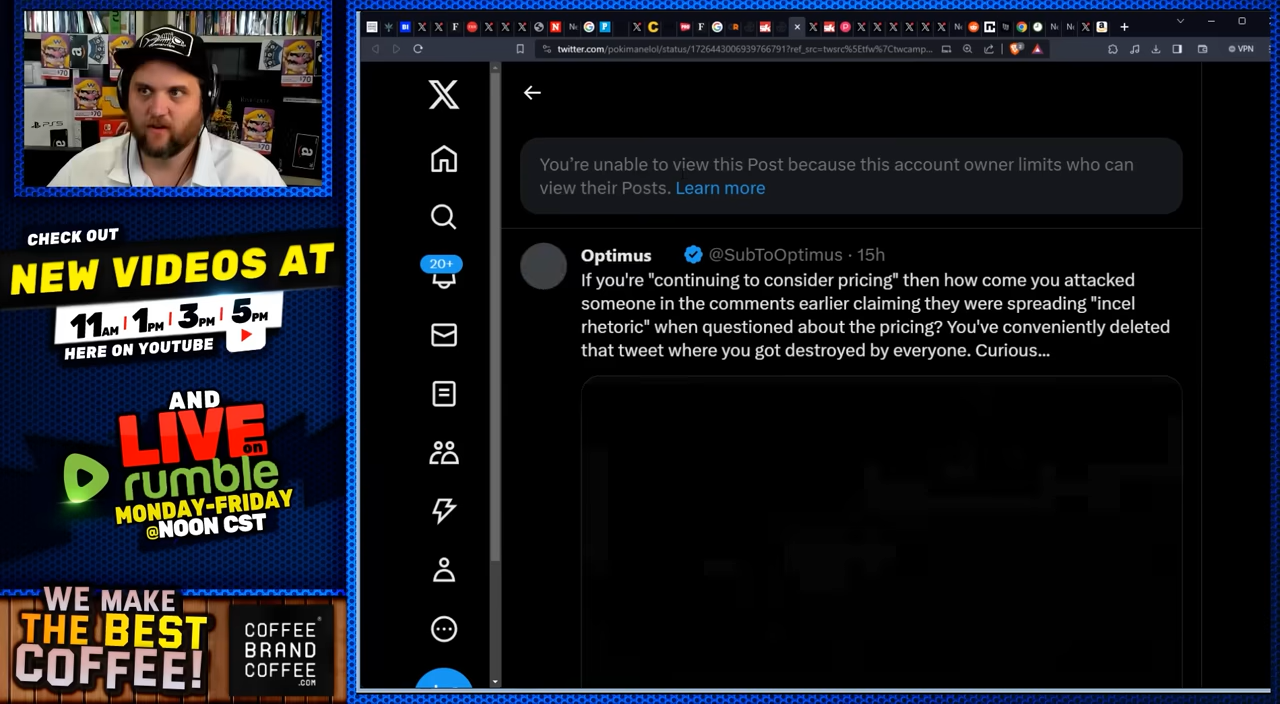 CHECK OUT
NEW VIDEOS AT
11AM | 1PM | 3PM | 5PM
HERE ON YOUTUBE
AND
LIVE
on
rumble
MONDAY-FRIDAY
@NOON CST
WE MAKE
THE BEST
COFFEE!
COFFEE
BRAND
COFFEE
.COM
$70
$70
$70
PS5
twitter.com/pokimanelol/status/1726443006939766791?ref_src=twsrc%5Etfw%7Ctwcamp...
VPN
You're unable to view this Post because this account owner limits who can
view their Posts. Learn more
20+
Optimus @SubToOptimus · 15h
If you're "continuing to consider pricing" then how come you attacked
someone in the comments earlier claiming they were spreading "incel
rhetoric" when questioned about the pricing? You've conveniently deleted
that tweet where you got destroyed by everyone. Curious...